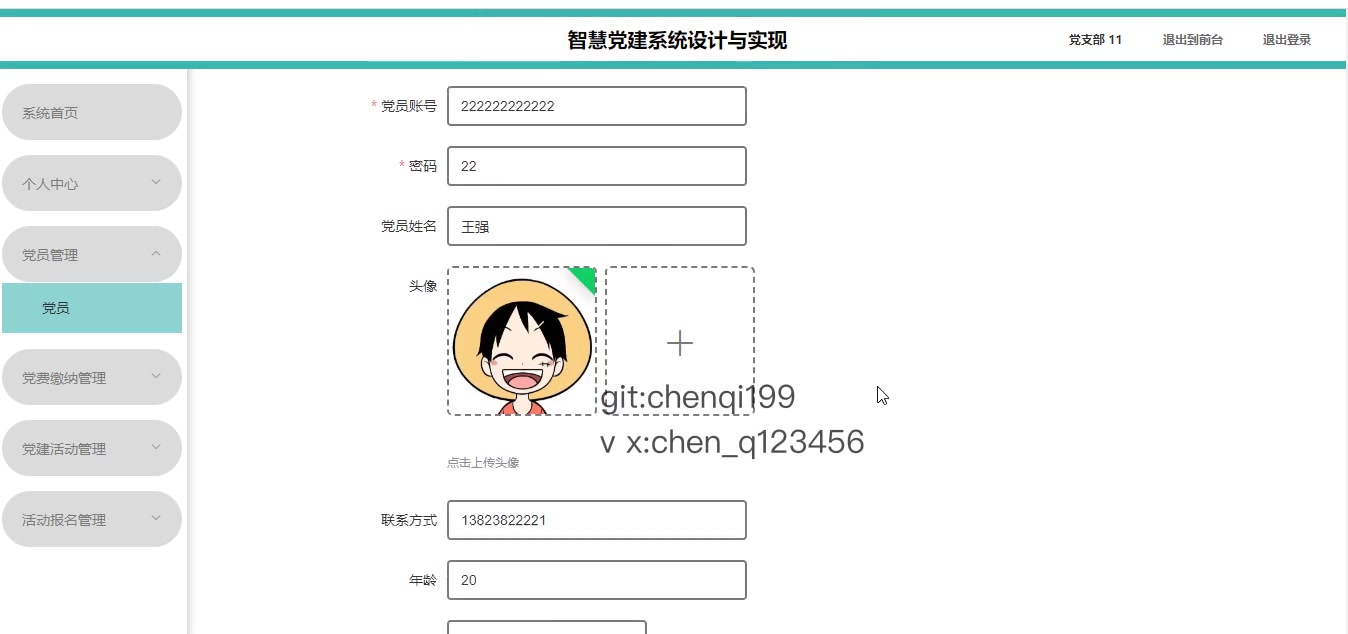 智慧党建系统设计与实现
党支部 11
退出到前台
退出登录
系统首页
个人中心
党员管理
党员
党费缴纳管理
党建活动管理
活动报名管理
* 党员账号
222222222222
* 密码
22
党员姓名
王强
头像
git:chenqi199
v x:chen_q123456
点击上传头像
联系方式
13823822221
年龄
20